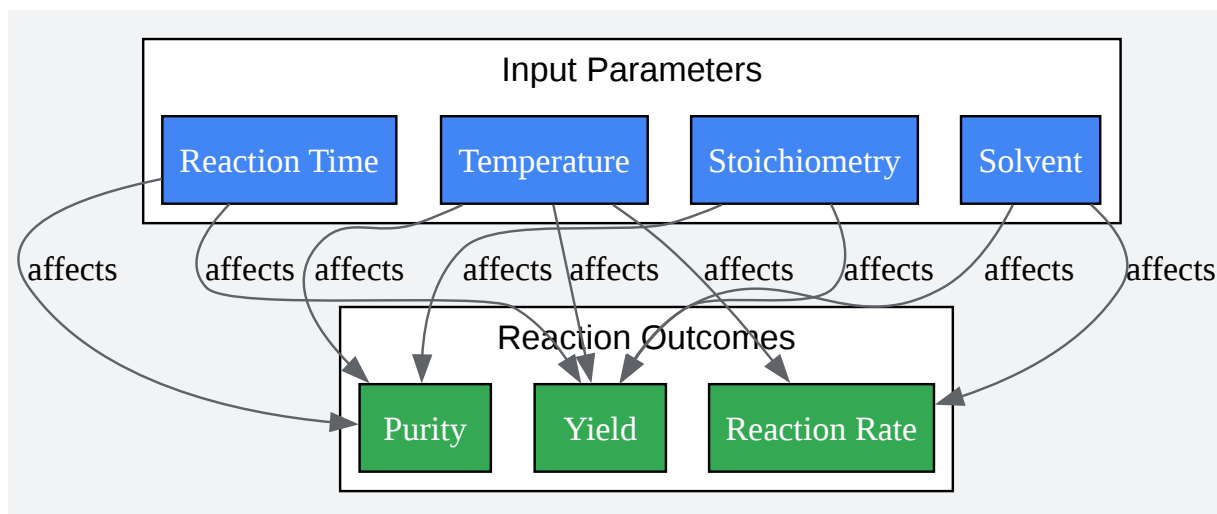 Input Parameters
Reaction Time
Temperature
Stoichiometry
Solvent
affects
affects
affects
affects
affects
affects
affects
affects
affects
Reaction Outcomes
Purity
Yield
Reaction Rate